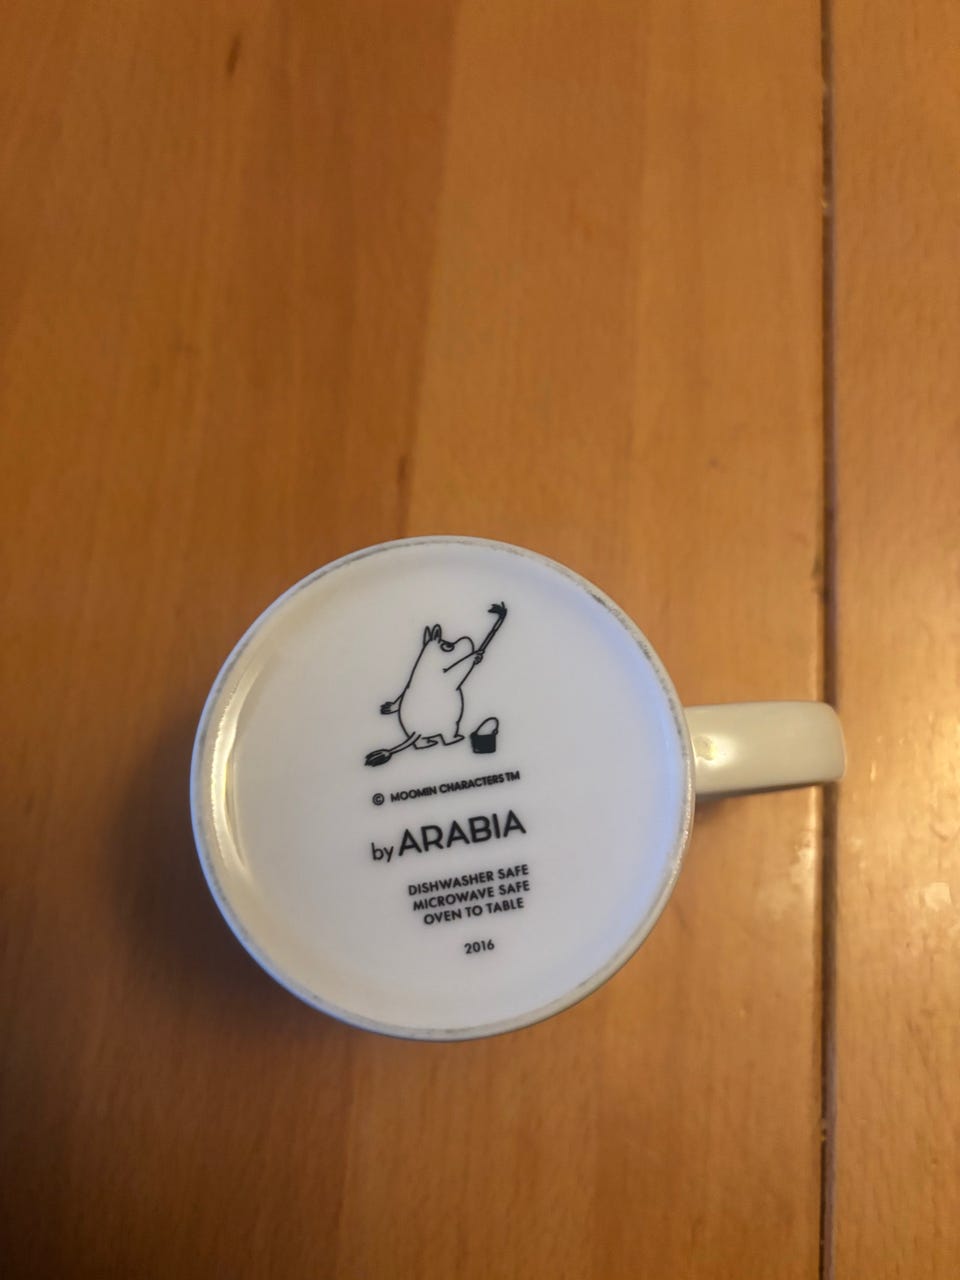 © MOOMIN CHARACTERS TM
by ARABIA
DISHWASHER SAFE
MICROWAVE SAFE
OVEN TO TABLE
2016